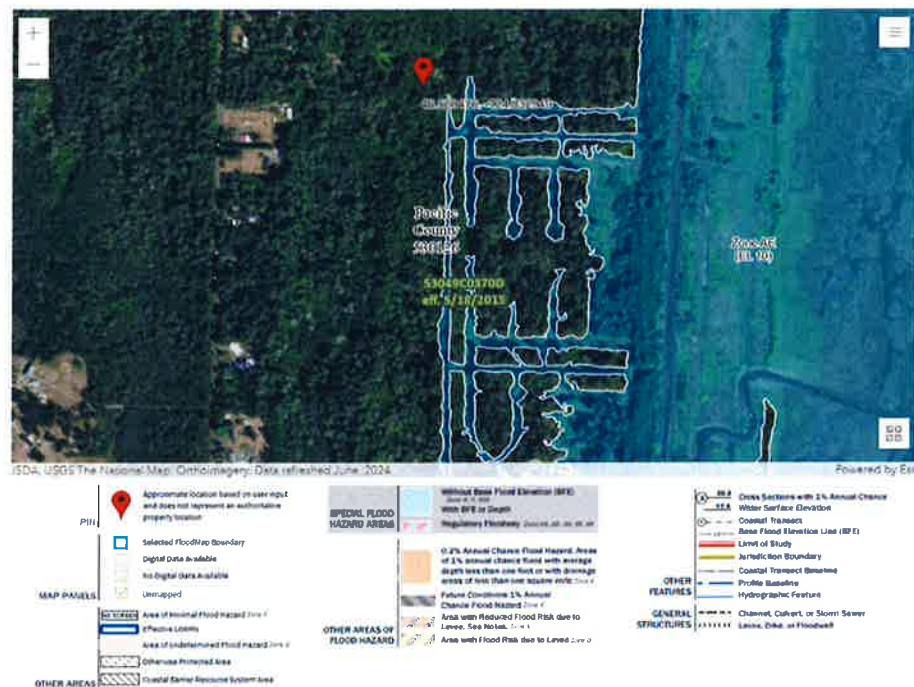 +
−
Pacific
County
530126
53049C0370D
eff. 5/18/2015
Zone AE
(EL 10)
USGS The National Map: Orthoimagery. Data refreshed June, 2024
Powered by Esri
PIN
Approximate location based on user input
and does not represent an authoritative
property location
MAP PANELS
Selected FloodMap Boundary
Digital Data Available
No Digital Data Available
Unmapped
OTHER AREAS
Area of Minimal Flood Hazard Zone X
Effective LOMRs
Area of Undetermined Flood Hazard Zone D
Otherwise Protected Area
Coastal Barrier Resource System Area
SPECIAL FLOOD
HAZARD AREAS
Without Base Flood Elevation (BFE)
With BFE or Depth
Regulatory Floodway
OTHER AREAS OF
FLOOD HAZARD
0.2% Annual Chance Flood Hazard, Areas
of 1% annual chance flood with average
depth less than one foot or with drainage
areas of less than one square mile Zone X
Future Conditions 1% Annual
Chance Flood Hazard Zone X
Area with Reduced Flood Risk due to
Levee. See Notes. Zone X
Area with Flood Risk due to Levee Zone D
OTHER
FEATURES
Cross Sections with 1% Annual Chance
Water Surface Elevation
Coastal Transect
Base Flood Elevation Line (BFE)
Limit of Study
Jurisdiction Boundary
Coastal Transect Baseline
Profile Baseline
Hydrographic Feature
GENERAL
STRUCTURES
Channel, Culvert, or Storm Sewer
Levee, Dike, or Floodwall